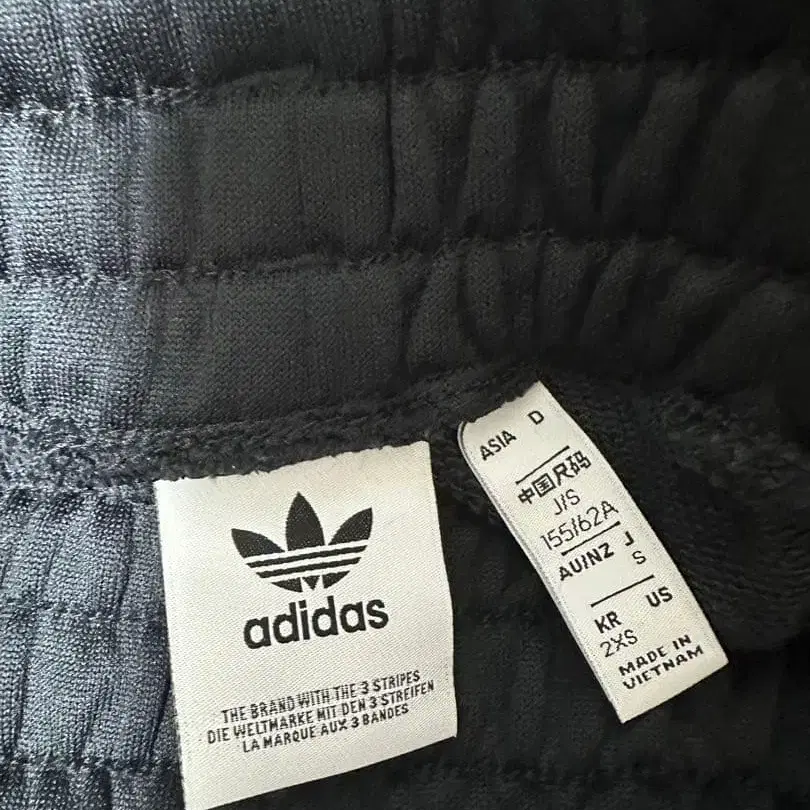 adidas
THE BRAND WITH THE 3 STRIPES
DIE WELTMARKE MIT DEN 3 STREIFEN
LA MARQUE AUX 3 BANDES
ASIA D
中国尺码
J/S
155/62A
AU/NZ J
S
KR US
2XS
MADE IN
VIETNAM